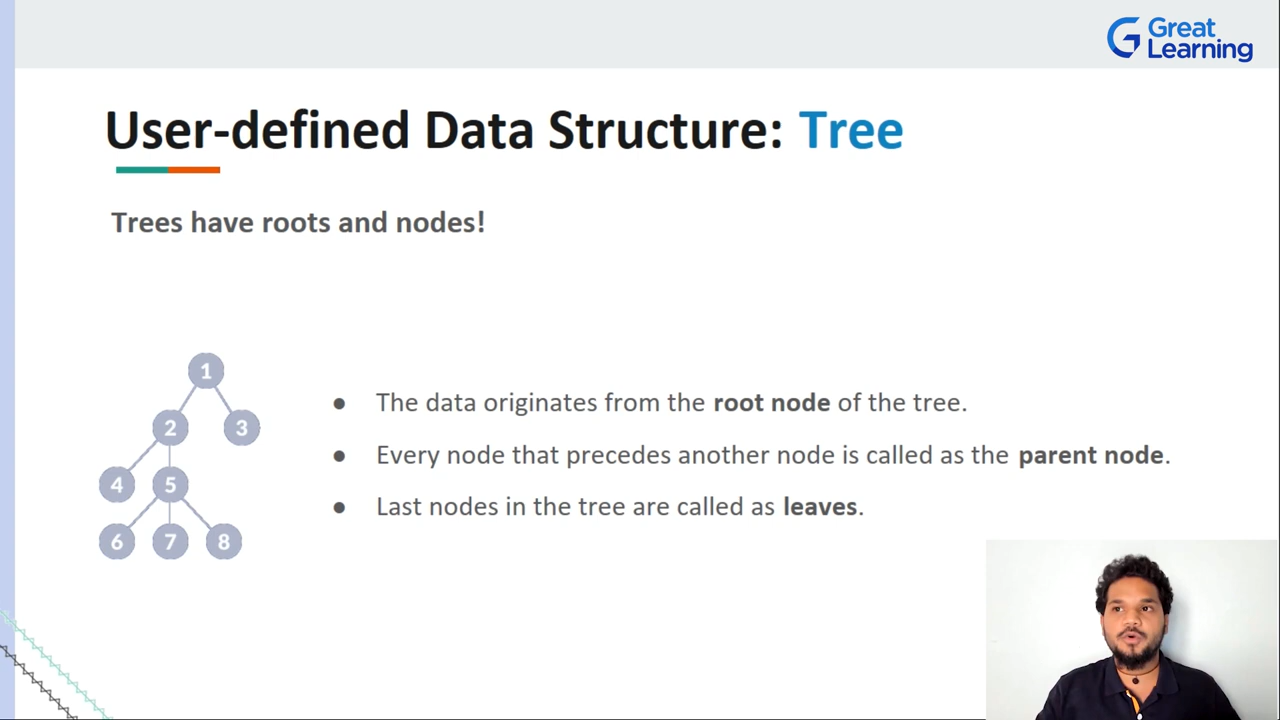 Great
Learning
User-defined Data Structure: Tree
Trees have roots and nodes!
1
2 3
4 5
6 7 8
● The data originates from the root node of the tree.
● Every node that precedes another node is called as the parent node.
● Last nodes in the tree are called as leaves.